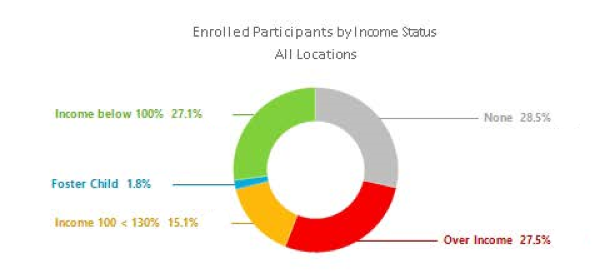 Enrolled Participants by Income Status
All Locations
Income below 100% 27.1%
None 28.5%
Foster Child 1.8%
Income 100 < 130% 15.1%
Over Income 27.5%